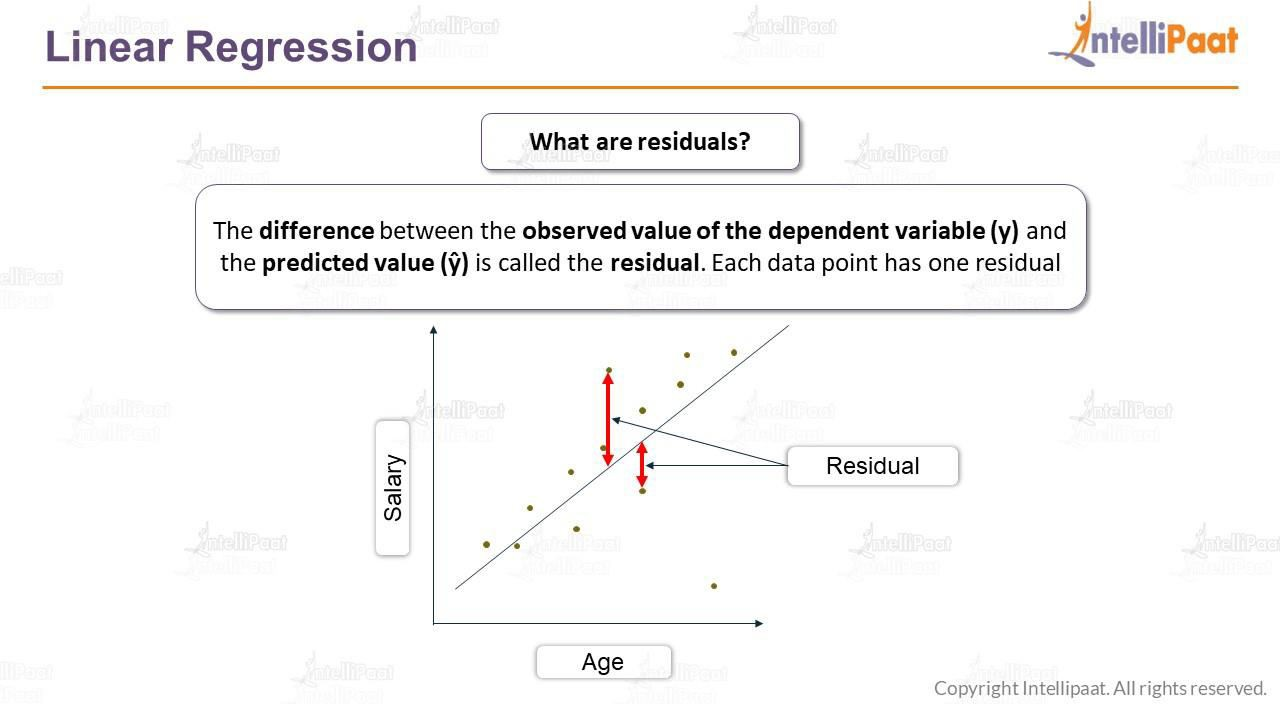 Linear Regression
IntelliPaat
What are residuals?
The difference between the observed value of the dependent variable (y) and
the predicted value (ŷ) is called the residual. Each data point has one residual
Salary
Residual
Age
Copyright Intellipaat. All rights reserved.